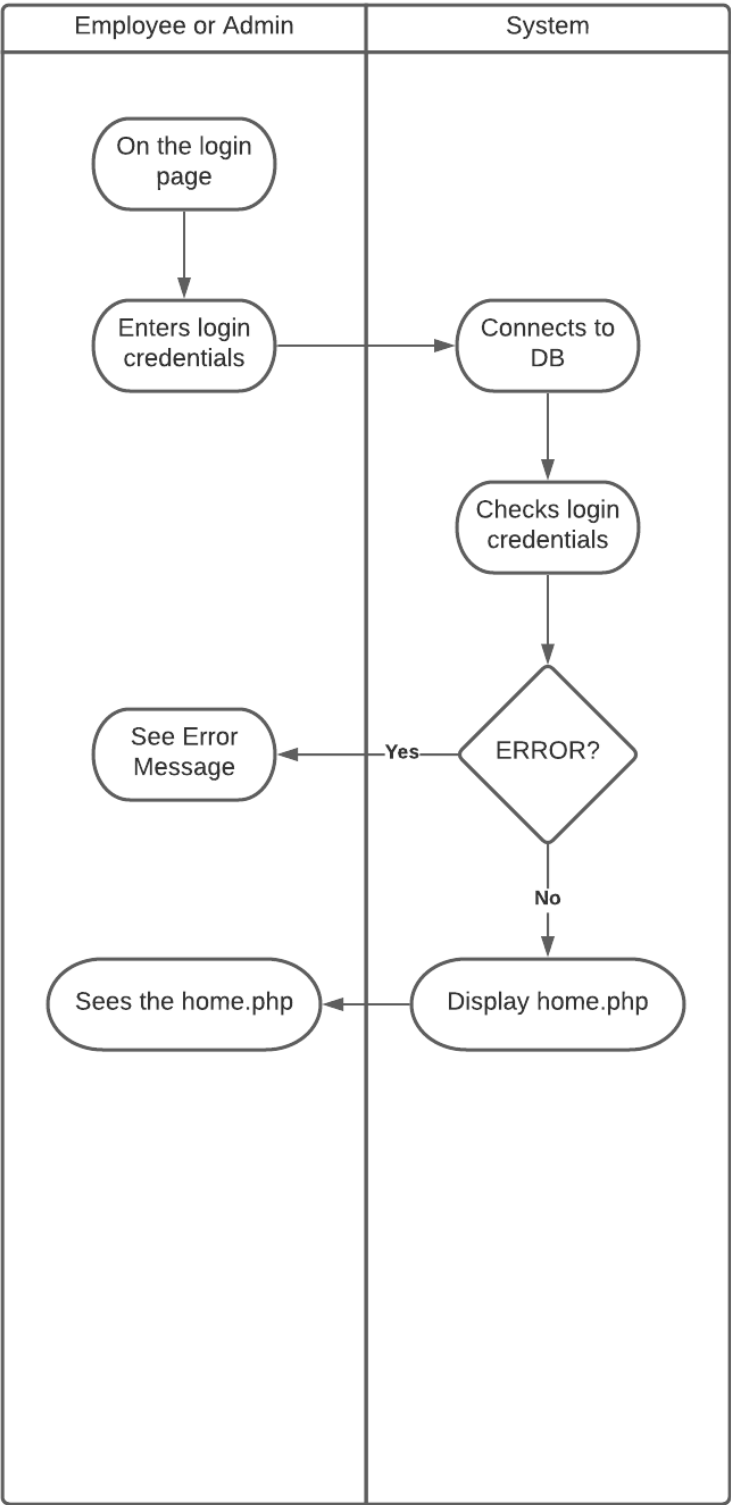 Employee or Admin
System
On the login
page
Enters login
credentials
Connects to
DB
Checks login
credentials
ERROR?
Yes
See Error
Message
No
Display home.php
Sees the home.php